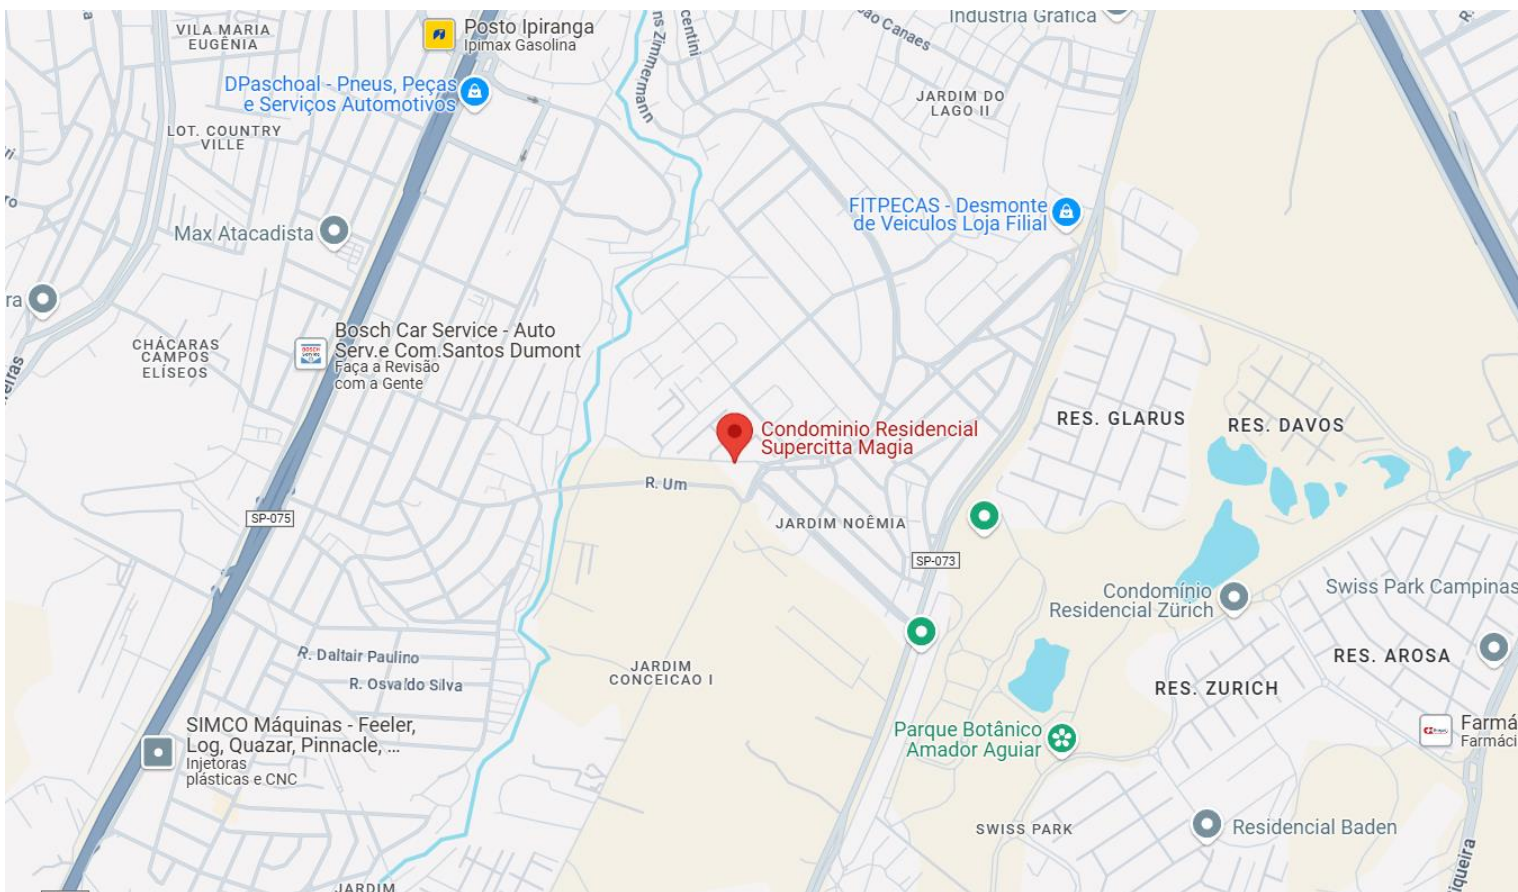 Industria Gráfica
Posto Ipiranga
Ipimax Gasolina
VILA MARIA
EUGÊNIA
DPaschoal - Pneus, Peças
e Serviços Automotivos
JARDIM DO
LAGO II
LOT. COUNTRY
VILLE
FITPECAS - Desmonte
de Veiculos Loja Filial
Max Atacadista
Bosch Car Service - Auto
Serv.e Com.Santos Dumont
Faça a Revisão
com a Gente
CHÁCARAS
CAMPOS
ELÍSEOS
RES. GLARUS
RES. DAVOS
Condominio Residencial
Supercitta Magia
R. Um
SP-075
JARDIM NOÊMIA
SP-073
Condomínio
Residencial Zürich
Swiss Park Campinas
R. Daltair Paulino
R. Osvaldo Silva
JARDIM
CONCEICAO I
RES. AROSA
RES. ZURICH
SIMCO Máquinas - Feeler,
Log, Quazar, Pinnacle, ...
Injetoras
plásticas e CNC
Parque Botânico
Amador Aguiar
Farmá
Farmáci
SWISS PARK
Residencial Baden
JARDIM